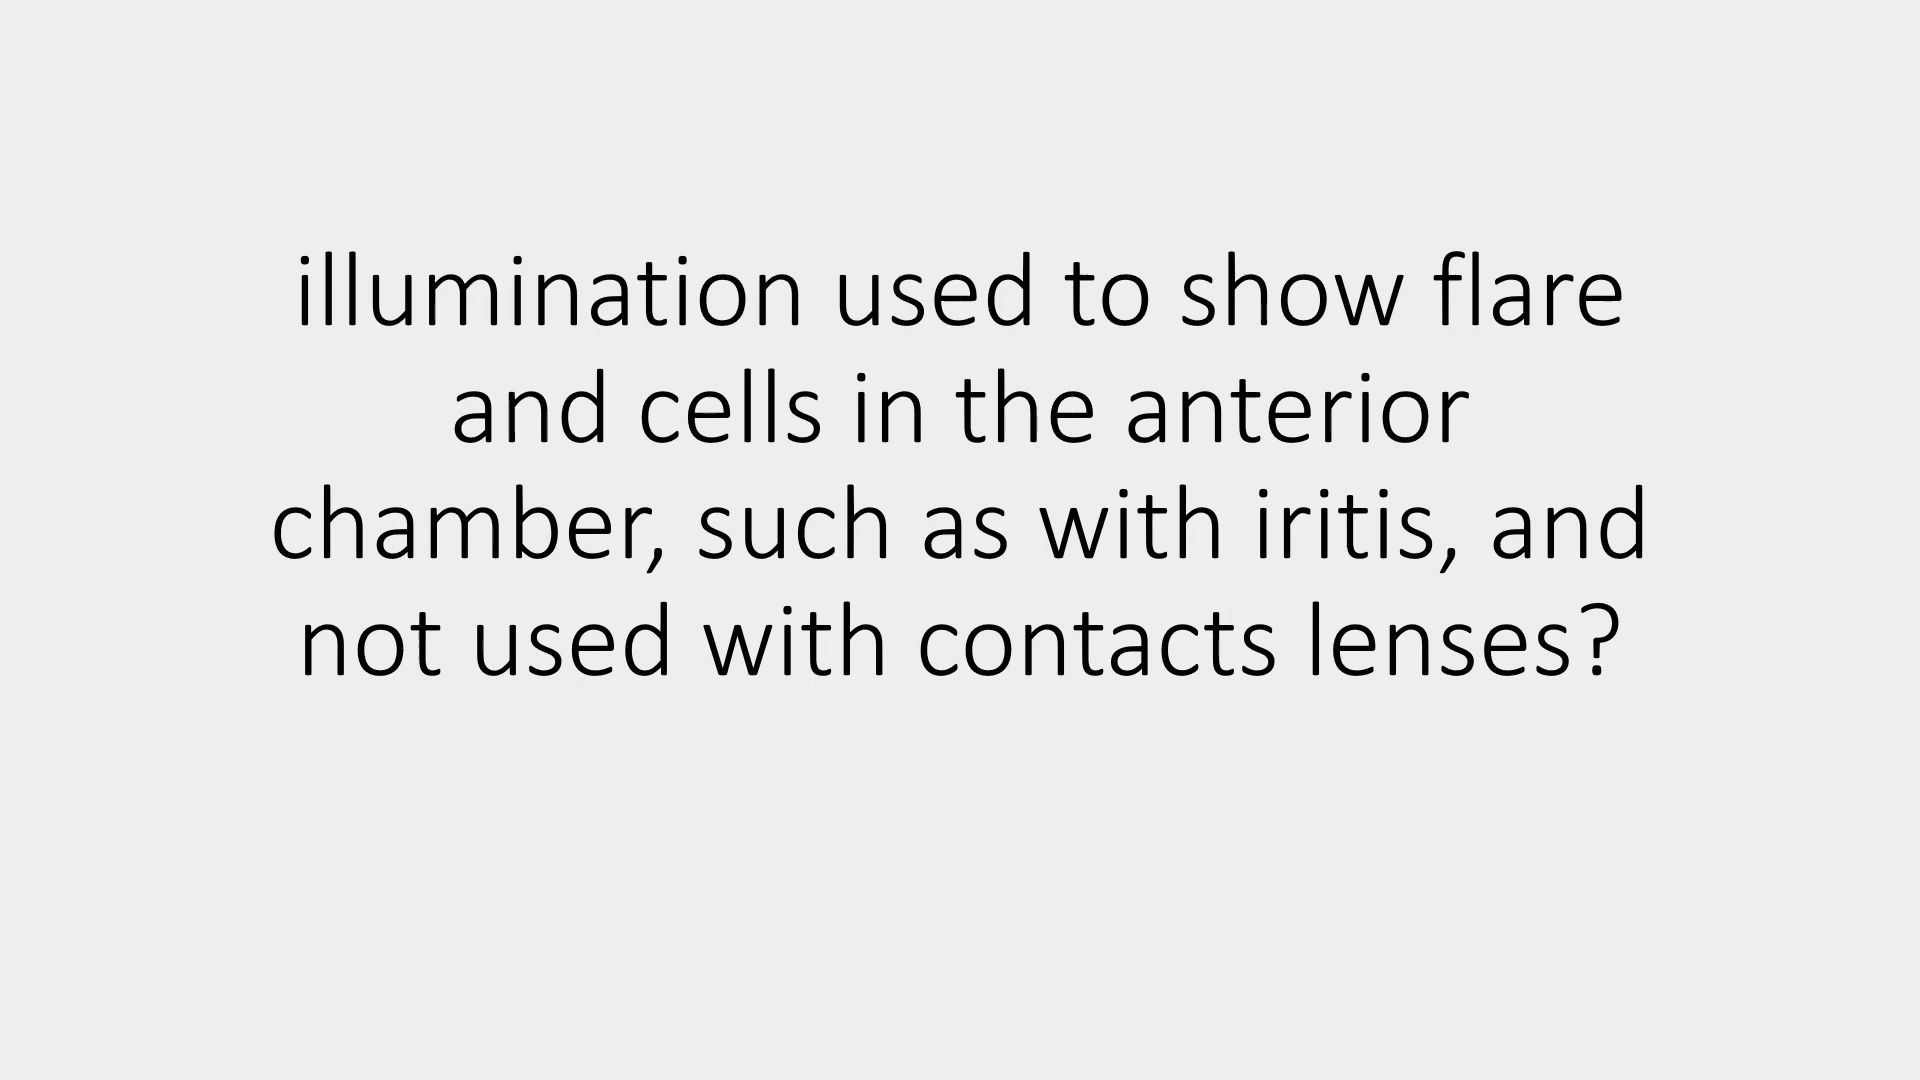 illumination used to show flare
and cells in the anterior
chamber, such as with iritis, and
not used with contacts lenses?